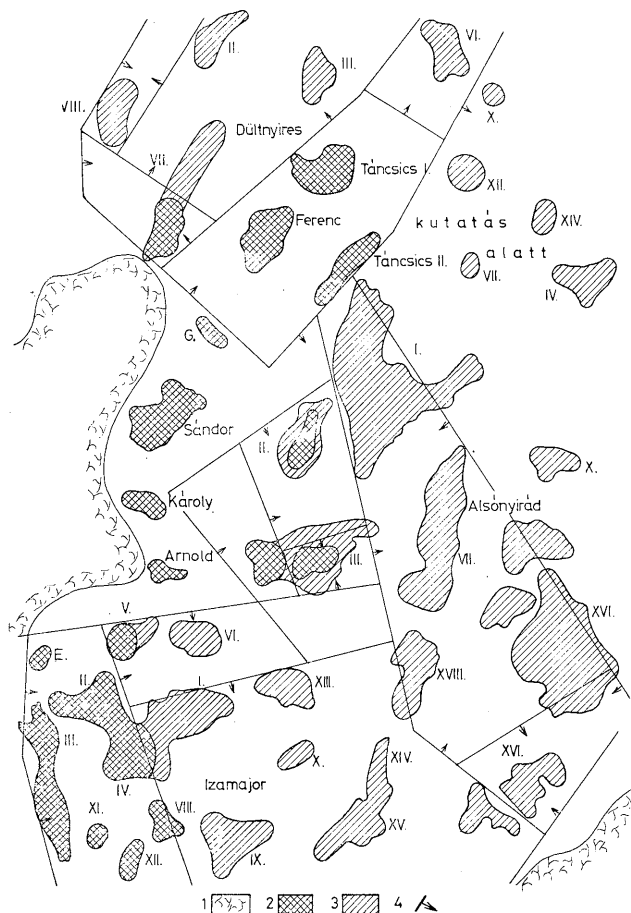 VI.
II.
III.
VIII.
X.
Dültnyires
VII.
Táncsics I.
XII.
Ferenc
kutatás
XIV.
alatt
Táncsics II.
VII.
IV.
G.
I.
Sándor
II.
X.
Károly
Alsónyirád
Arnold
III.
VII.
V.
VI.
XVI.
E.
II.
I.
XIII.
XVIII.
III.
X.
XIV.
XVI.
IV.
Izamajor
XI.
VIII.
XV.
XII.
IX.
1 2 3 4